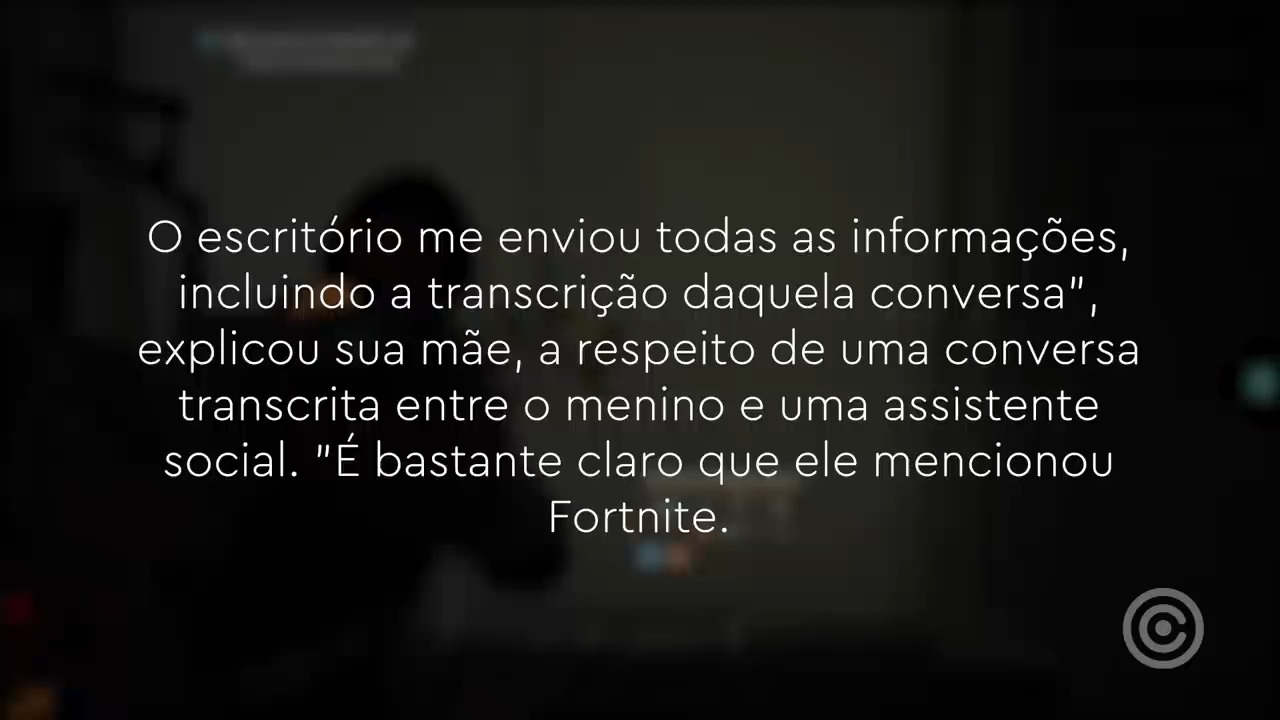 O escritório me enviou todas as informações,
incluindo a transcrição daquela conversa",
explicou sua mãe, a respeito de uma conversa
transcrita entre o menino e uma assistente
social. "É bastante claro que ele mencionou
Fortnite.